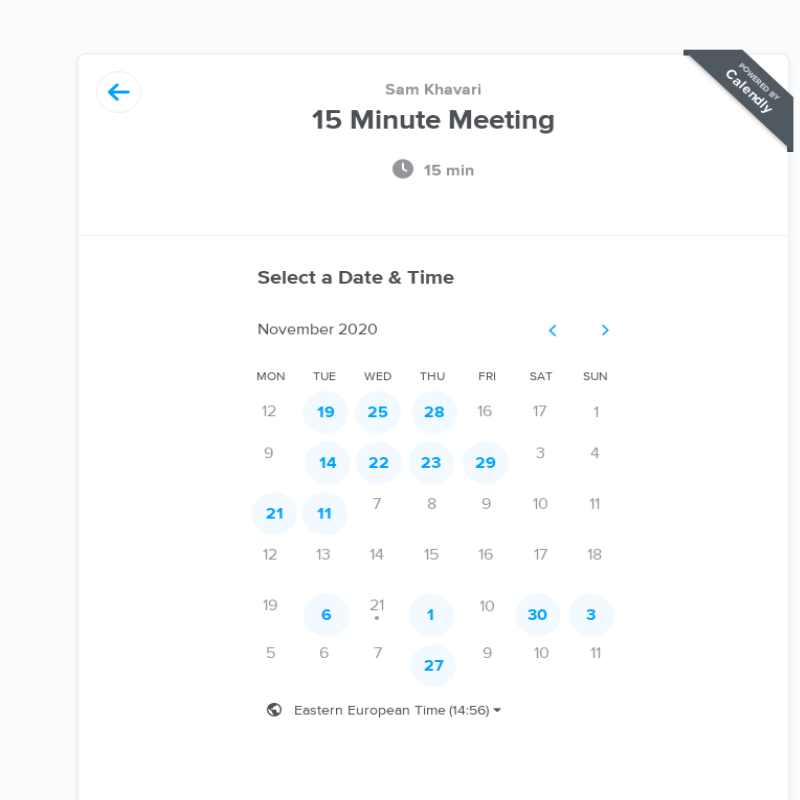 POWERED BY
Calendly
Sam Khavari
15 Minute Meeting
15 min
Select a Date & Time
November 2020
MON TUE WED THU FRI SAT SUN
12 19 25 28 16 17 1
9 14 22 23 29 3 4
21 11 7 8 9 10 11
12 13 14 15 16 17 18
19 6 21 1 10 30 3
5 6 7 27 9 10 11
Eastern European Time (14:56)